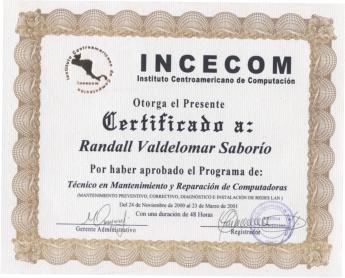 INCECOM
Instituto Centroamericano de Computación
Otorga el Presente
Certificado a:
Randall Valdelomar Saborío
Por haber aprobado el Programa de:
Técnico en Mantenimiento y Reparación de Computadoras
(MANTENIMIENTO PREVENTIVO, CORRECTIVO, DIAGNÓSTICO E INSTALACIÓN DE REDES LAN )
Del 24 de Noviembre de 2000 al 23 de Marzo de 2001
Con una duración de 48 Horas
Gerente Administrativo
Registrador